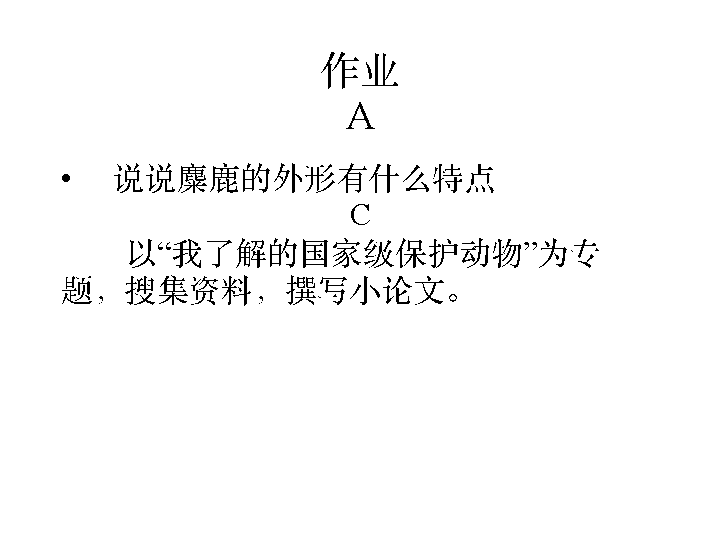 作业
A
• 说说麋鹿的外形有什么特点
C
以“我了解的国家级保护动物”为专
题，搜集资料，撰写小论文。